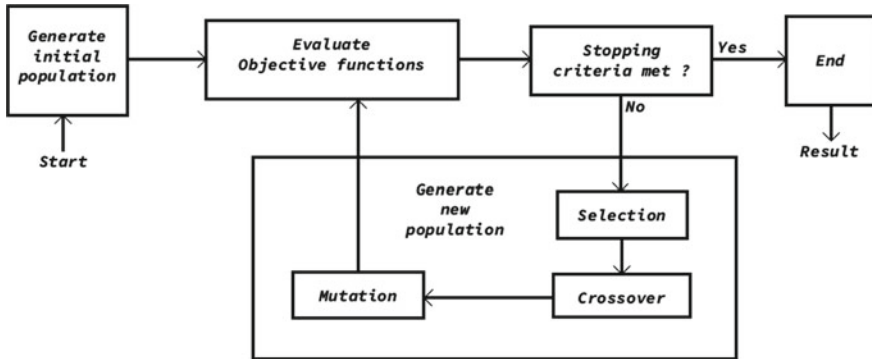 Generate
initial
population
Start
Evaluate
Objective functions
Stopping
criteria met ?
Yes
No
End
Result
Generate
new
population
Selection
Crossover
Mutation